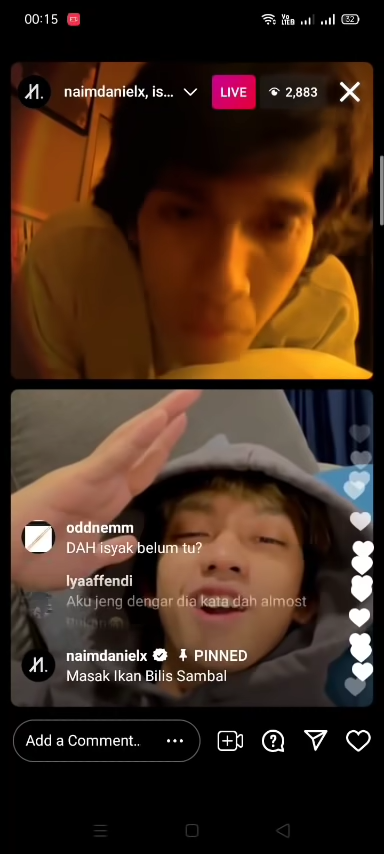 00:15
32
naimdanielx, is...
LIVE
2,883
oddnemm
DAH isyak belum tu?
lyaaffendi
Aku jeng dengar dia kata dah almost
naimdanielx PINNED
Masak Ikan Bilis Sambal
Add a Comment..